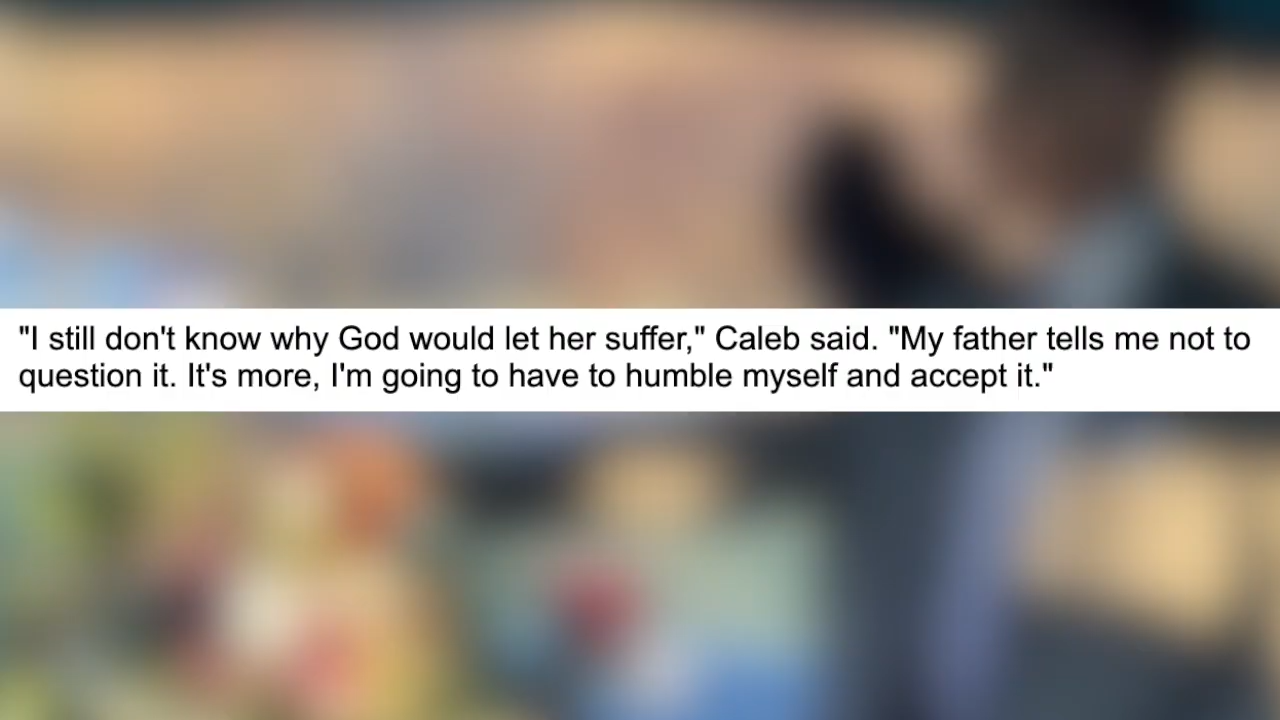 "I still don't know why God would let her suffer," Caleb said. "My father tells me not to
question it. It's more, I'm going to have to humble myself and accept it."